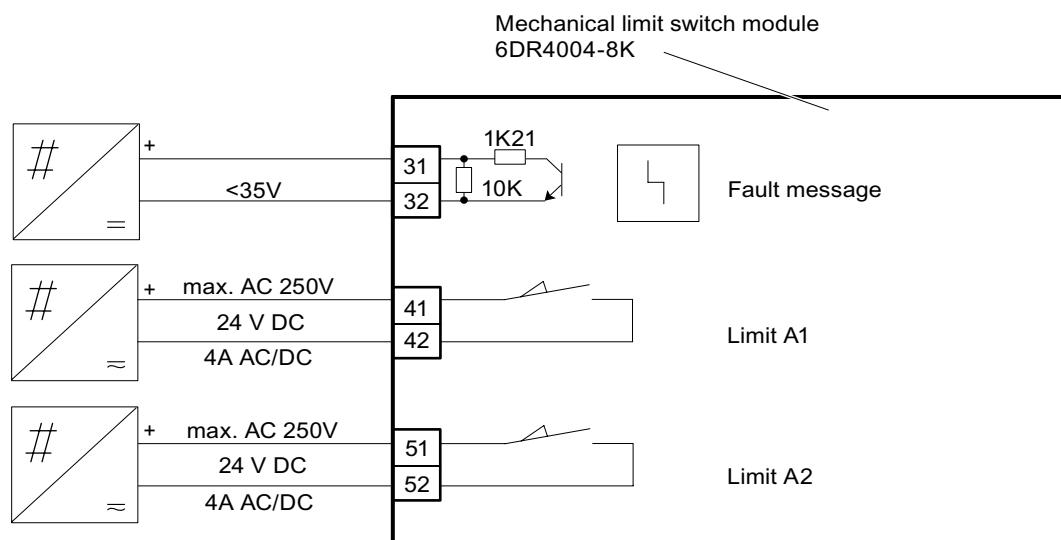 Mechanical limit switch module
6DR4004-8K
+
1K21
31
<35V
32
10K
Fault message
=
+
max. AC 250V
41
24 V DC
42
Limit A1
4A AC/DC
+
max. AC 250V
51
24 V DC
52
Limit A2
4A AC/DC